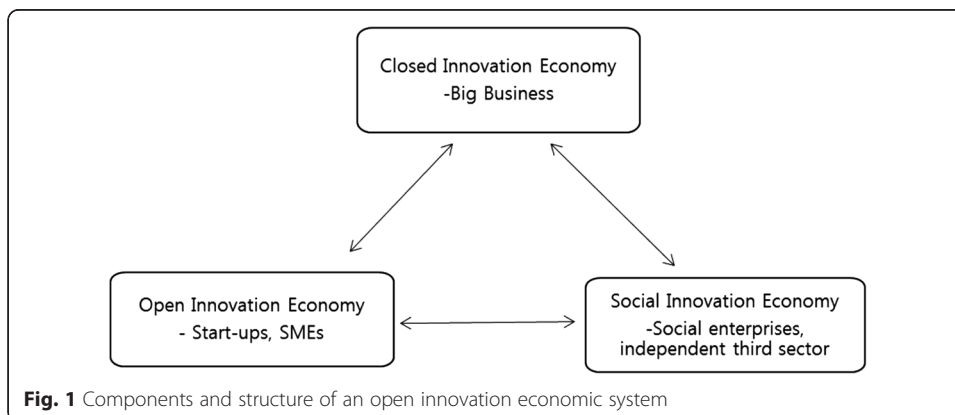 Closed Innovation Economy
-Big Business
Open Innovation Economy
- Start-ups, SMEs
Social Innovation Economy
-Social enterprises,
independent third sector
Fig. 1 Components and structure of an open innovation economic system